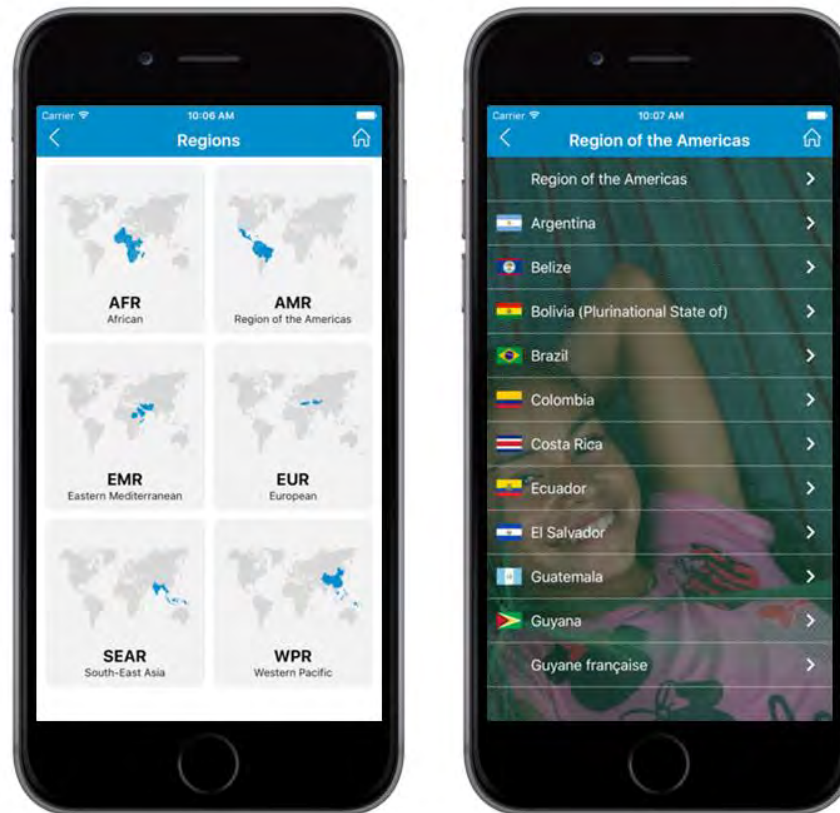 Carrier
10:06 AM
Regions
AFR
African
AMR
Region of the Americas
EMR
Eastern Mediterranean
EUR
European
SEAR
South-East Asia
WPR
Western Pacific
Carrier
10:07 AM
Region of the Americas
Region of the Americas
Argentina
Belize
Bolivia (Plurinational State of)
Brazil
Colombia
Costa Rica
Ecuador
El Salvador
Guatemala
Guyana
Guyane française